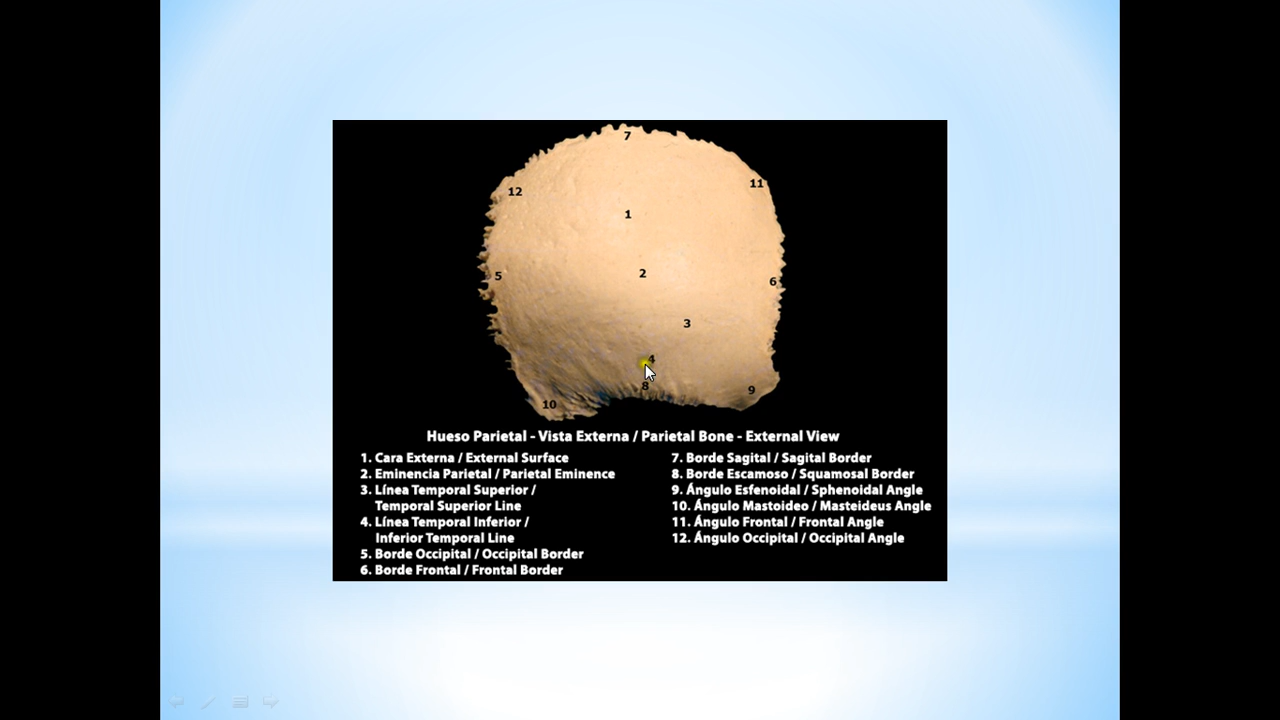 7
12
11
1
5
2
6
3
4
8
9
10
Hueso Parietal - Vista Externa / Parietal Bone - External View
1. Cara Externa / External Surface
2. Eminencia Parietal / Parietal Eminence
3. Línea Temporal Superior /
Temporal Superior Line
4. Línea Temporal Inferior /
Inferior Temporal Line
5. Borde Occipital / Occipital Border
6. Borde Frontal / Frontal Border
7. Borde Sagital / Sagital Border
8. Borde Escamoso / Squamosal Border
9. Ángulo Esfenoidal / Sphenoidal Angle
10. Ángulo Mastoideo / Masteideus Angle
11. Ángulo Frontal / Frontal Angle
12. Ángulo Occipital / Occipital Angle